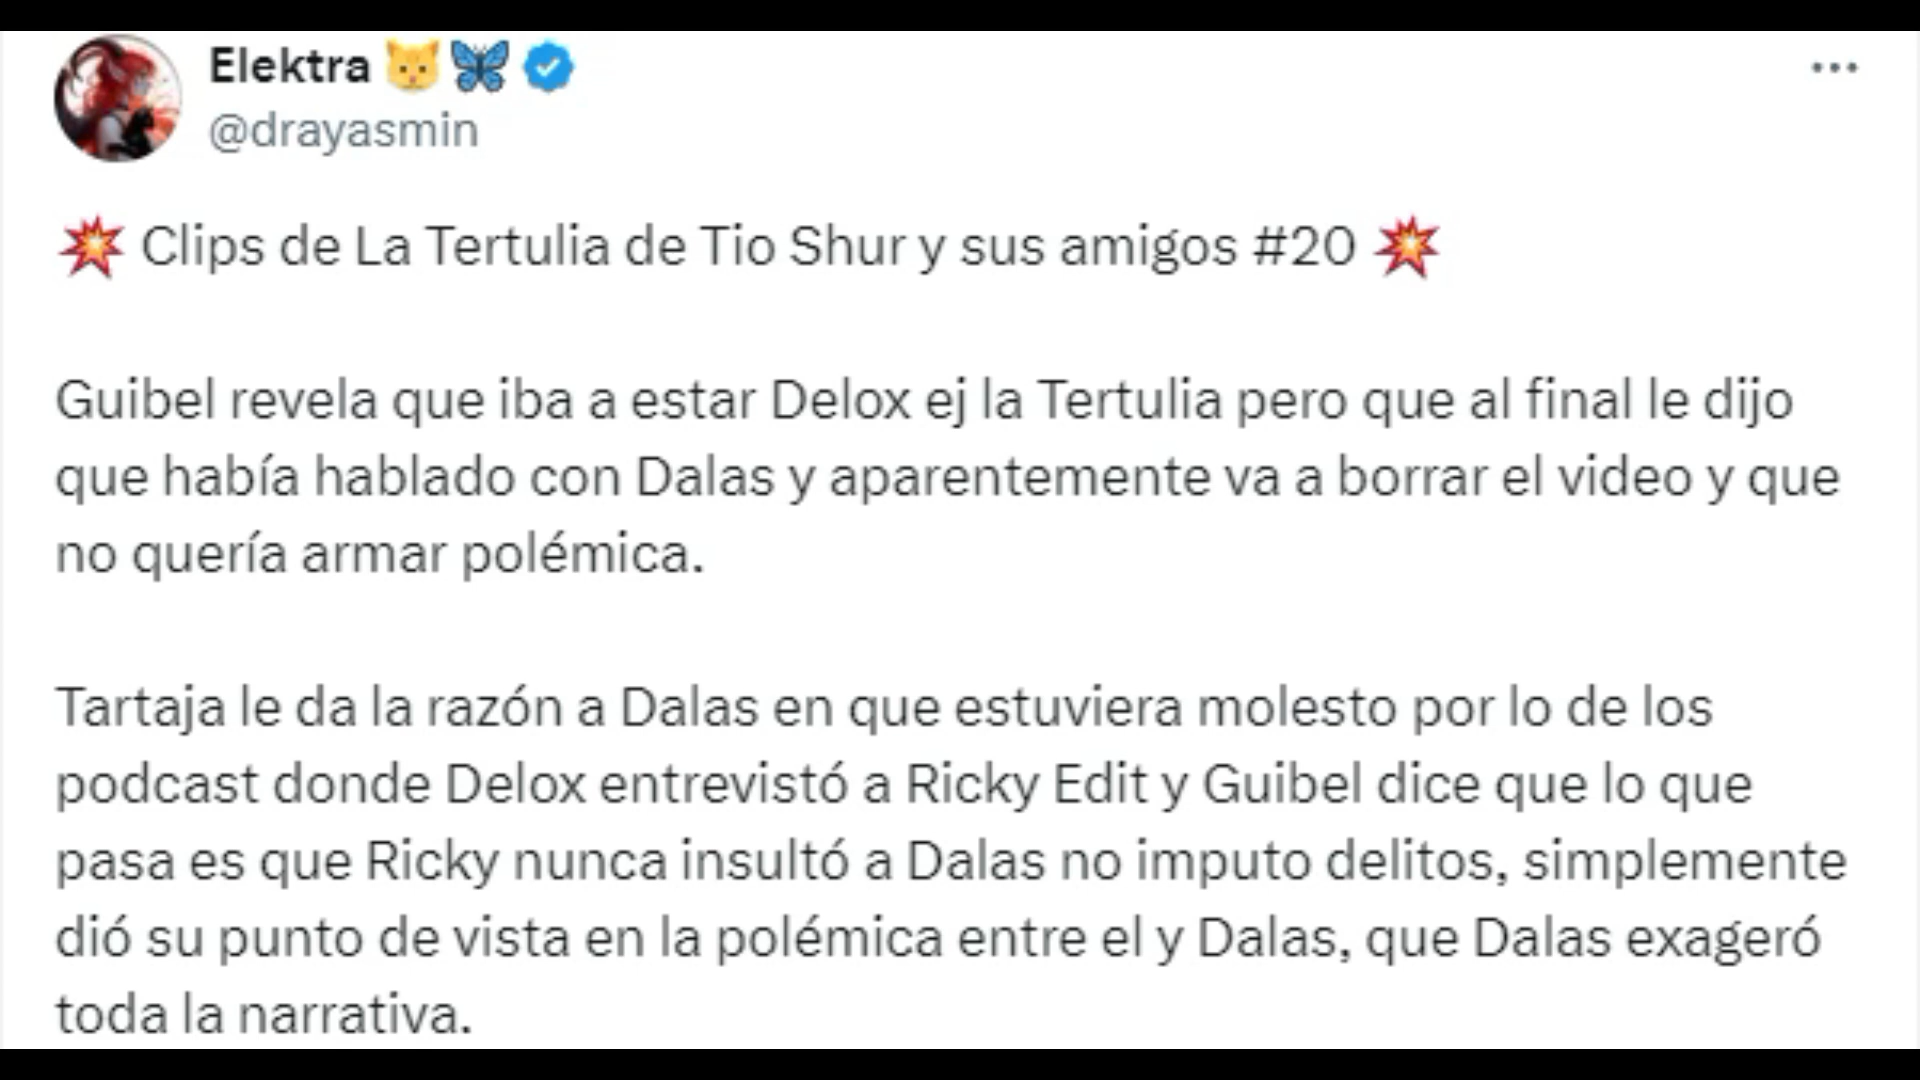 Elektra 🐱🦋
@drayasmin
💥 Clips de La Tertulia de Tio Shur y sus amigos #20 💥
Guibel revela que iba a estar Delox ej la Tertulia pero que al final le dijo
que había hablado con Dalas y aparentemente va a borrar el video y que
no quería armar polémica.
Tartaja le da la razón a Dalas en que estuviera molesto por lo de los
podcast donde Delox entrevistó a Ricky Edit y Guibel dice que lo que
pasa es que Ricky nunca insultó a Dalas no imputo delitos, simplemente
dió su punto de vista en la polémica entre el y Dalas, que Dalas exageró
toda la narrativa.